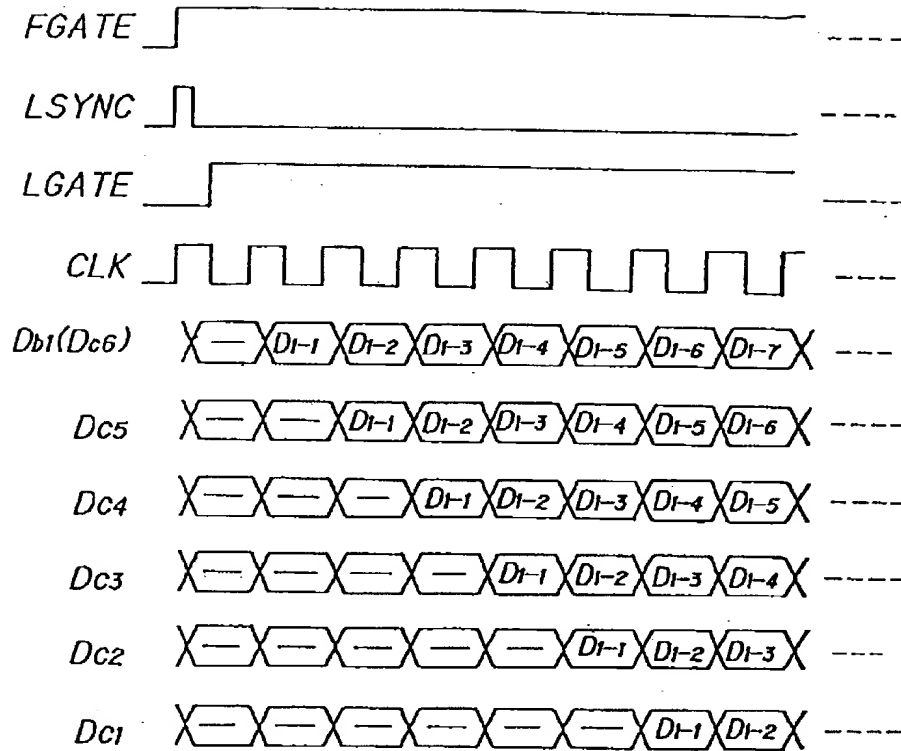 FGATE
LSYNC
LGATE
CLK
Db1(Dc6) — D1-1 D1-2 D1-3 D1-4 D1-5 D1-6 D1-7
Dc5 — — D1-1 D1-2 D1-3 D1-4 D1-5 D1-6
Dc4 — — — D1-1 D1-2 D1-3 D1-4 D1-5
Dc3 — — — — D1-1 D1-2 D1-3 D1-4
Dc2 — — — — — D1-1 D1-2 D1-3
Dc1 — — — — — — D1-1 D1-2